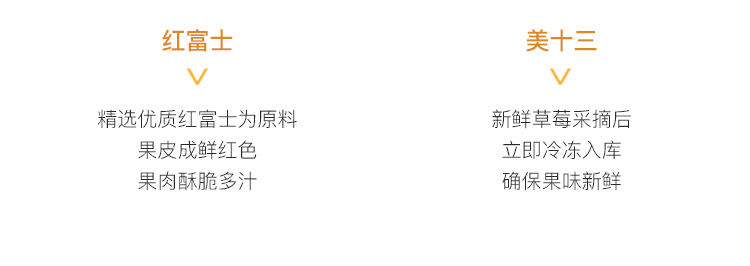 红富士
精选优质红富士为原料
果皮成鲜红色
果肉酥脆多汁
美十三
新鲜草莓采摘后
立即冷冻入库
确保果味新鲜